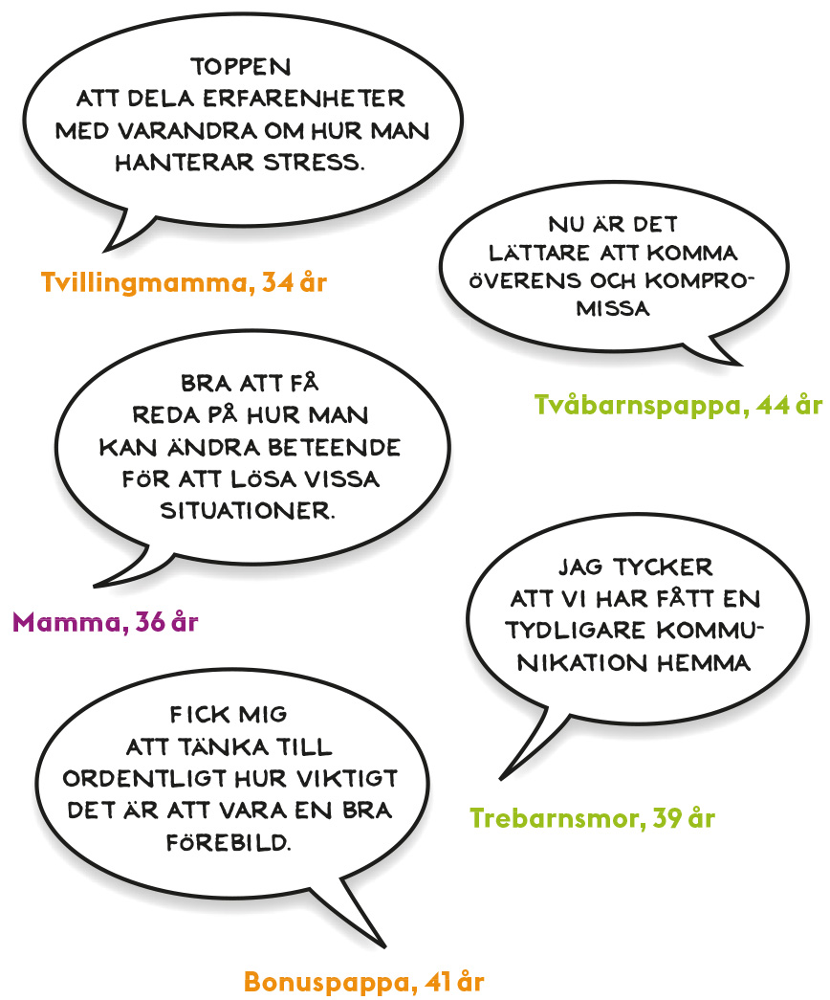 TOPPEN
ATT DELA ERFARENHETER
MED VARANDRA OM HUR MAN
HANTERAR STRESS.
Tvillingmamma, 34 år
NU ÄR DET
LÄTTARE ATT KOMMA
ÖVERENS OCH KOMPRO-
MISSA
Tvåbarnspappa, 44 år
BRA ATT FÅ
REDA PÅ HUR MAN
KAN ÄNDRA BETEENDE
FÖR ATT LÖSA VISSA
SITUATIONER.
Mamma, 36 år
JAG TYCKER
ATT VI HAR FÅTT EN
TYDLIGARE KOMMU-
NIKATION HEMMA
Trebarnsmor, 39 år
FICK MIG
ATT TÄNKA TILL
ORDENTLIGT HUR VIKTIGT
DET ÄR ATT VARA EN BRA
FÖREBILD.
Bonuspappa, 41 år